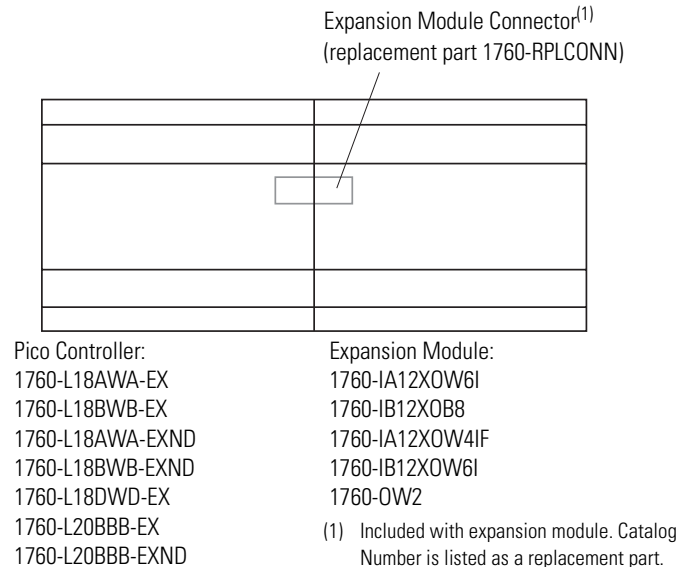 Expansion Module Connector(1)
(replacement part 1760-RPLCONN)
Pico Controller:
1760-L18AWA-EX
1760-L18BWB-EX
1760-L18AWA-EXND
1760-L18BWB-EXND
1760-L18DWD-EX
1760-L20BBB-EX
1760-L20BBB-EXND
Expansion Module:
1760-IA12XOW6I
1760-IB12XOB8
1760-IA12XOW4IF
1760-IB12XOW6I
1760-OW2
(1) Included with expansion module. Catalog
Number is listed as a replacement part.